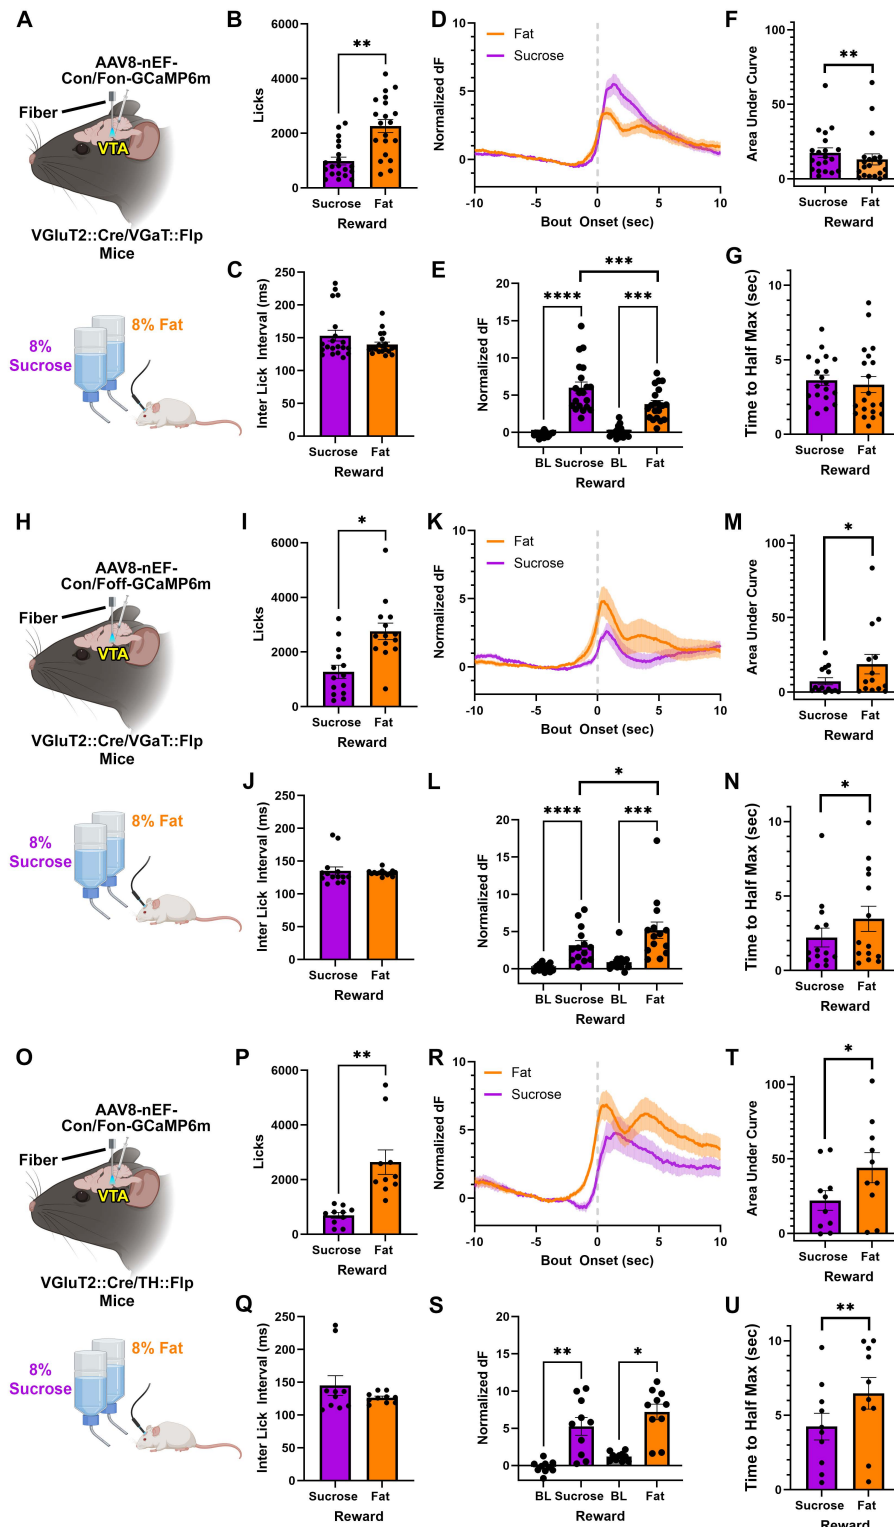 A
AAV8-nEF-
Con/Fon-GCaMP6m
Fiber
VTA
VGluT2::Cre/VGaT::Flp
Mice
8% Fat
8%
Sucrose
B
**
6000
4000
2000
0
Licks
Sucrose Fat
Reward
C
250
200
150
100
50
0
Inter Lick Interval (ms)
Sucrose Fat
Reward
D
10
5
0
Normalized dF
Fat
Sucrose
-10 -5 0 5 10
Bout Onset (sec)
E
***
**** ***
20
15
10
5
0
Normalized dF
BL Sucrose BL Fat
Reward
F
**
100
50
0
Area Under Curve
Sucrose Fat
Reward
G
10
5
0
Time to Half Max (sec)
Sucrose Fat
Reward
H
AAV8-nEF-
Con/Foff-GCaMP6m
Fiber
VTA
VGluT2::Cre/VGaT::Flp
Mice
8% Fat
8%
Sucrose
I
*
6000
4000
2000
0
Licks
Sucrose Fat
Reward
J
250
200
150
100
50
0
Inter Lick Interval (ms)
Sucrose Fat
Reward
K
10
5
0
Normalized dF
Fat
Sucrose
-10 -5 0 5 10
Bout Onset (sec)
L
*
**** ***
20
15
10
5
0
Normalized dF
BL Sucrose BL Fat
Reward
M
*
100
50
0
Area Under Curve
Sucrose Fat
Reward
N
*
10
5
0
Time to Half Max (sec)
Sucrose Fat
Reward
O
AAV8-nEF-
Con/Fon-GCaMP6m
Fiber
VTA
VGluT2::Cre/TH::Flp
Mice
8% Fat
8%
Sucrose
P
**
6000
4000
2000
0
Licks
Sucrose Fat
Reward
Q
250
200
150
100
50
0
Inter Lick Interval (ms)
Sucrose Fat
Reward
R
10
5
0
Normalized dF
Fat
Sucrose
-10 -5 0 5 10
Bout Onset (sec)
S
** *
20
15
10
5
0
Normalized dF
BL Sucrose BL Fat
Reward
T
*
100
50
0
Area Under Curve
Sucrose Fat
Reward
U
**
10
5
0
Time to Half Max (sec)
Sucrose Fat
Reward